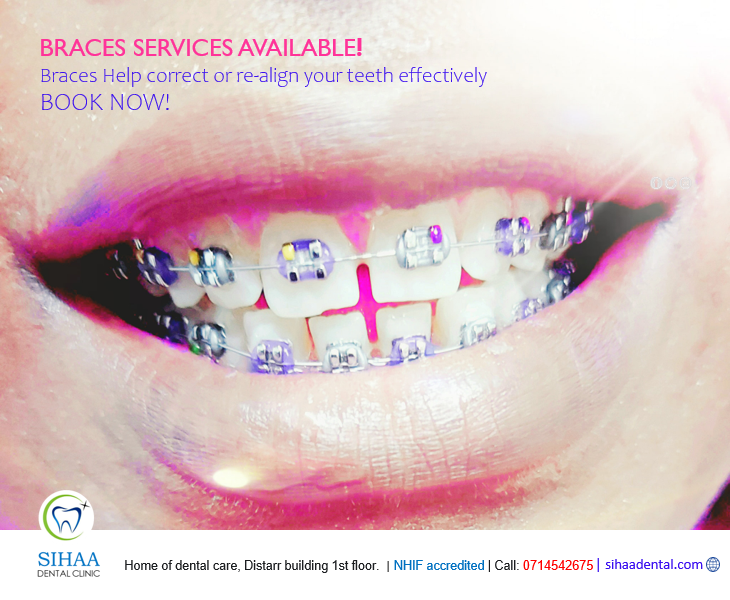 BRACES SERVICES AVAILABLE!
Braces Help correct or re-align your teeth effectively
BOOK NOW!
SIHAA
DENTAL CLINIC
Home of dental care, Distarr building 1st floor. | NHIF accredited | Call: 0714542675 | sihaadental.com